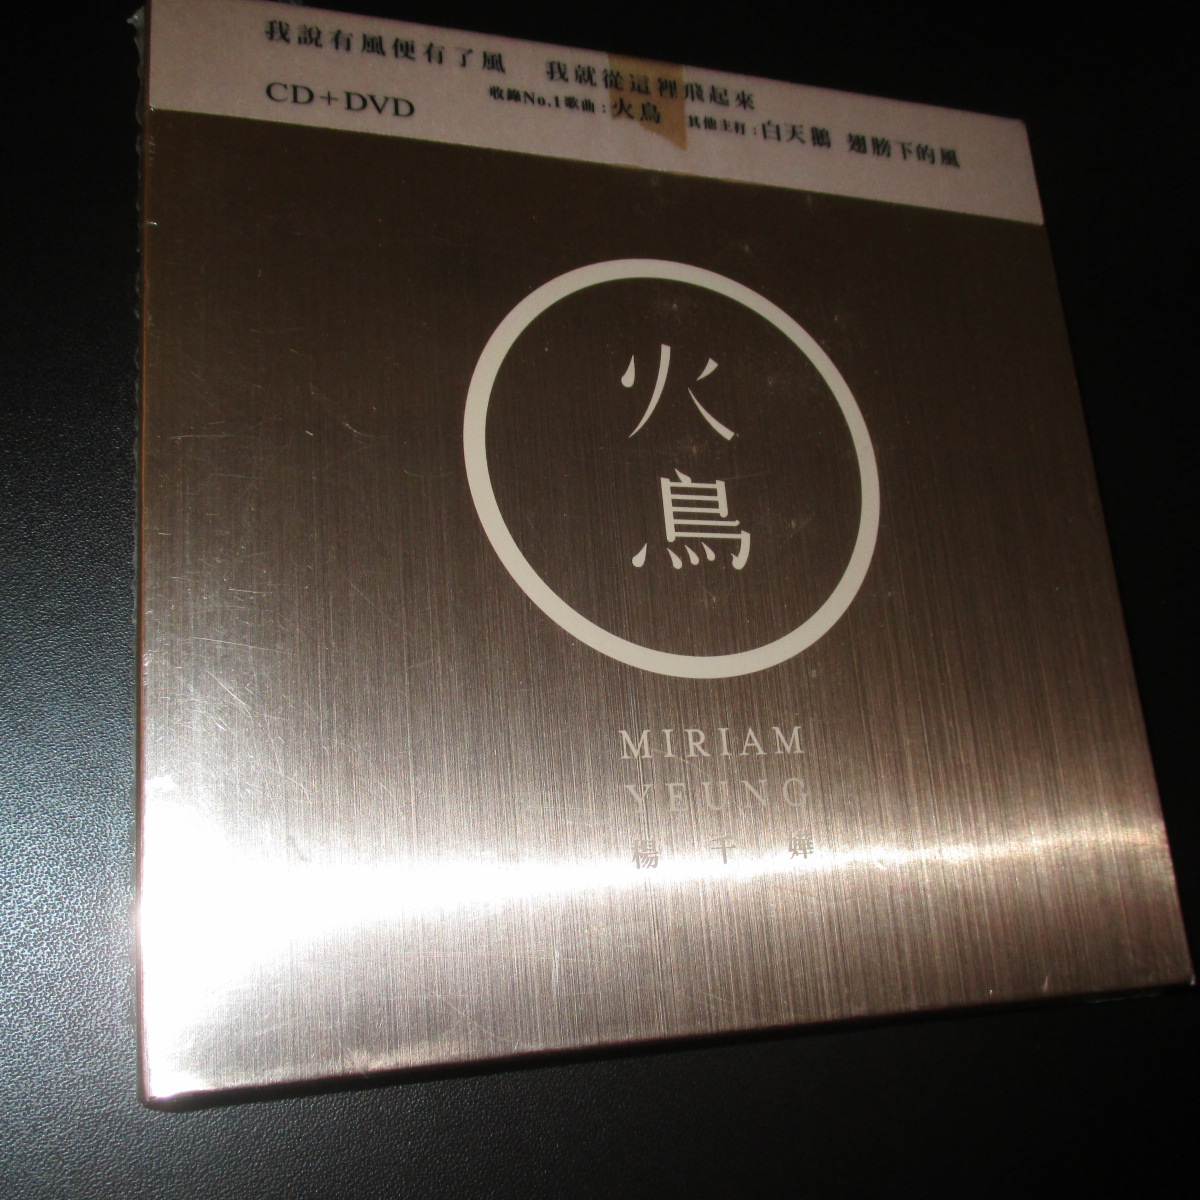 我說有風便有了風　我就從這裡飛起來
CD+DVD
收錄No.1歌曲：火鳥　其他主打：白天鵝 翅膀下的風
火
鳥
MIRIAM
YEUNG
楊千嬅